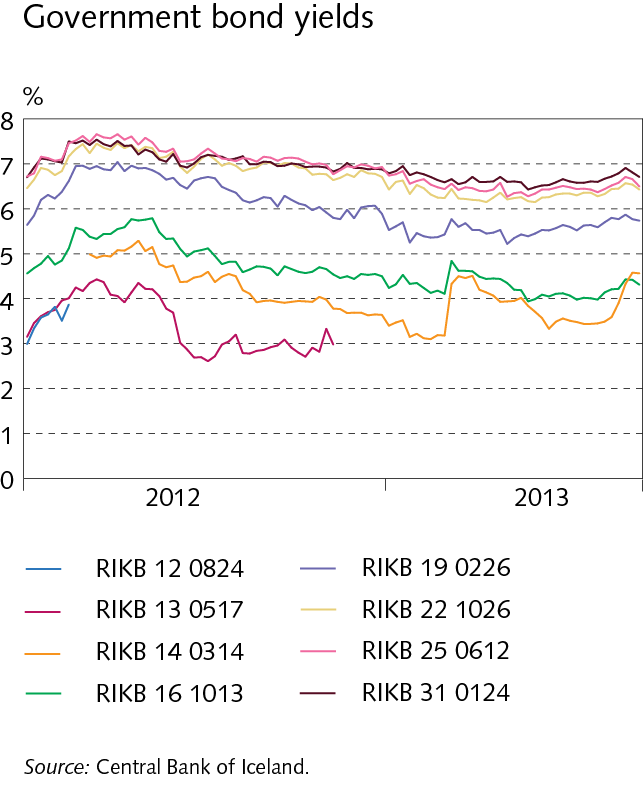 Government bond yields
%
8
7
6
5
4
3
2
1
0
2012 2013
RIKB 12 0824 RIKB 19 0226
RIKB 13 0517 RIKB 22 1026
RIKB 14 0314 RIKB 25 0612
RIKB 16 1013 RIKB 31 0124
Source: Central Bank of Iceland.